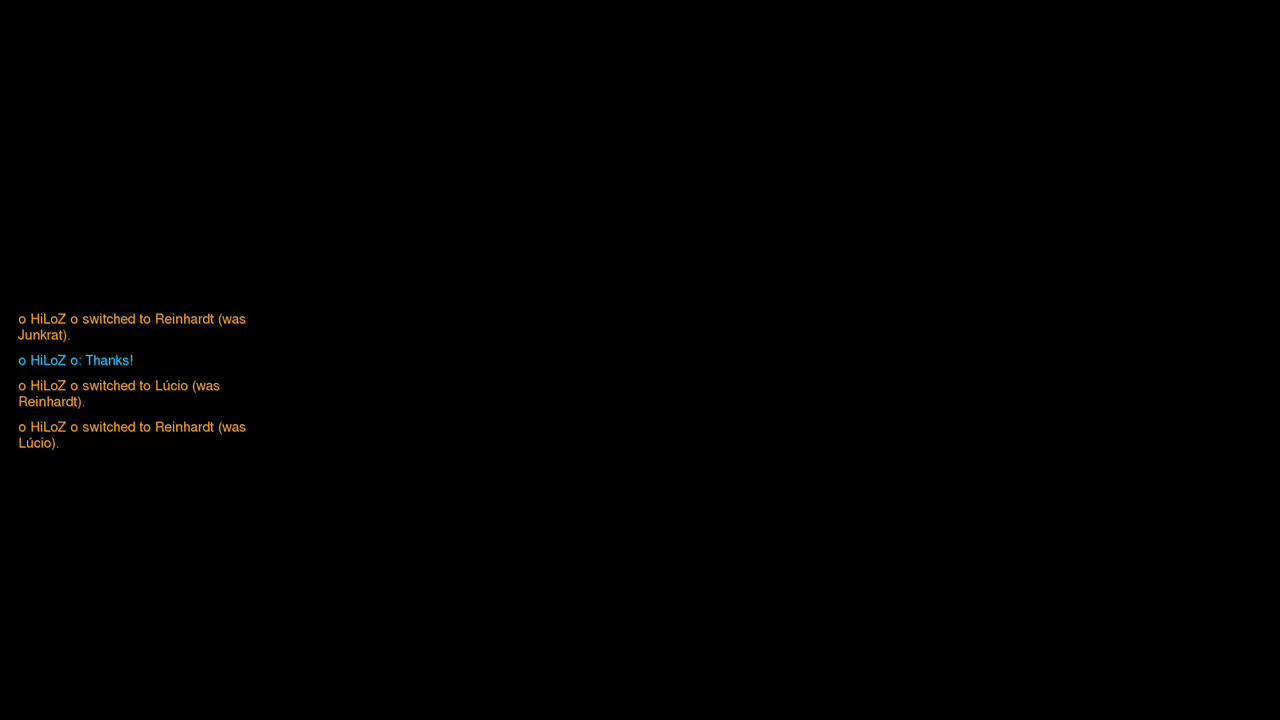 o HiLoZ o switched to Reinhardt (was
Junkrat).
o HiLoZ o: Thanks!
o HiLoZ o switched to Lúcio (was
Reinhardt).
o HiLoZ o switched to Reinhardt (was
Lúcio).